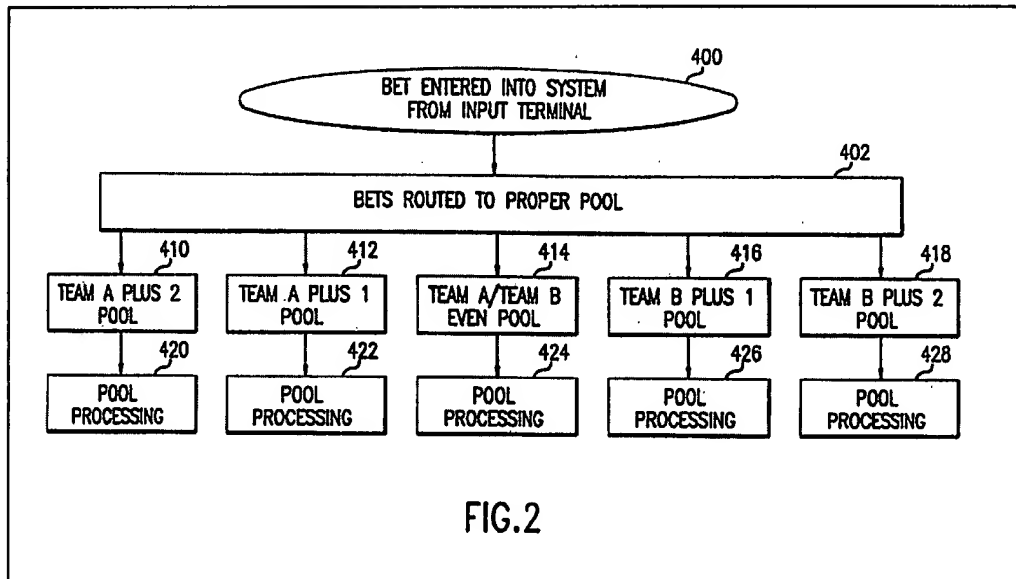 400
BET ENTERED INTO SYSTEM
FROM INPUT TERMINAL
402
BETS ROUTED TO PROPER POOL
410
412
414
416
418
TEAM A PLUS 2
POOL
TEAM A PLUS 1
POOL
TEAM A/TEAM B
EVEN POOL
TEAM B PLUS 1
POOL
TEAM B PLUS 2
POOL
420
422
424
426
428
POOL
PROCESSING
POOL
PROCESSING
POOL
PROCESSING
POOL
PROCESSING
POOL
PROCESSING
FIG.2